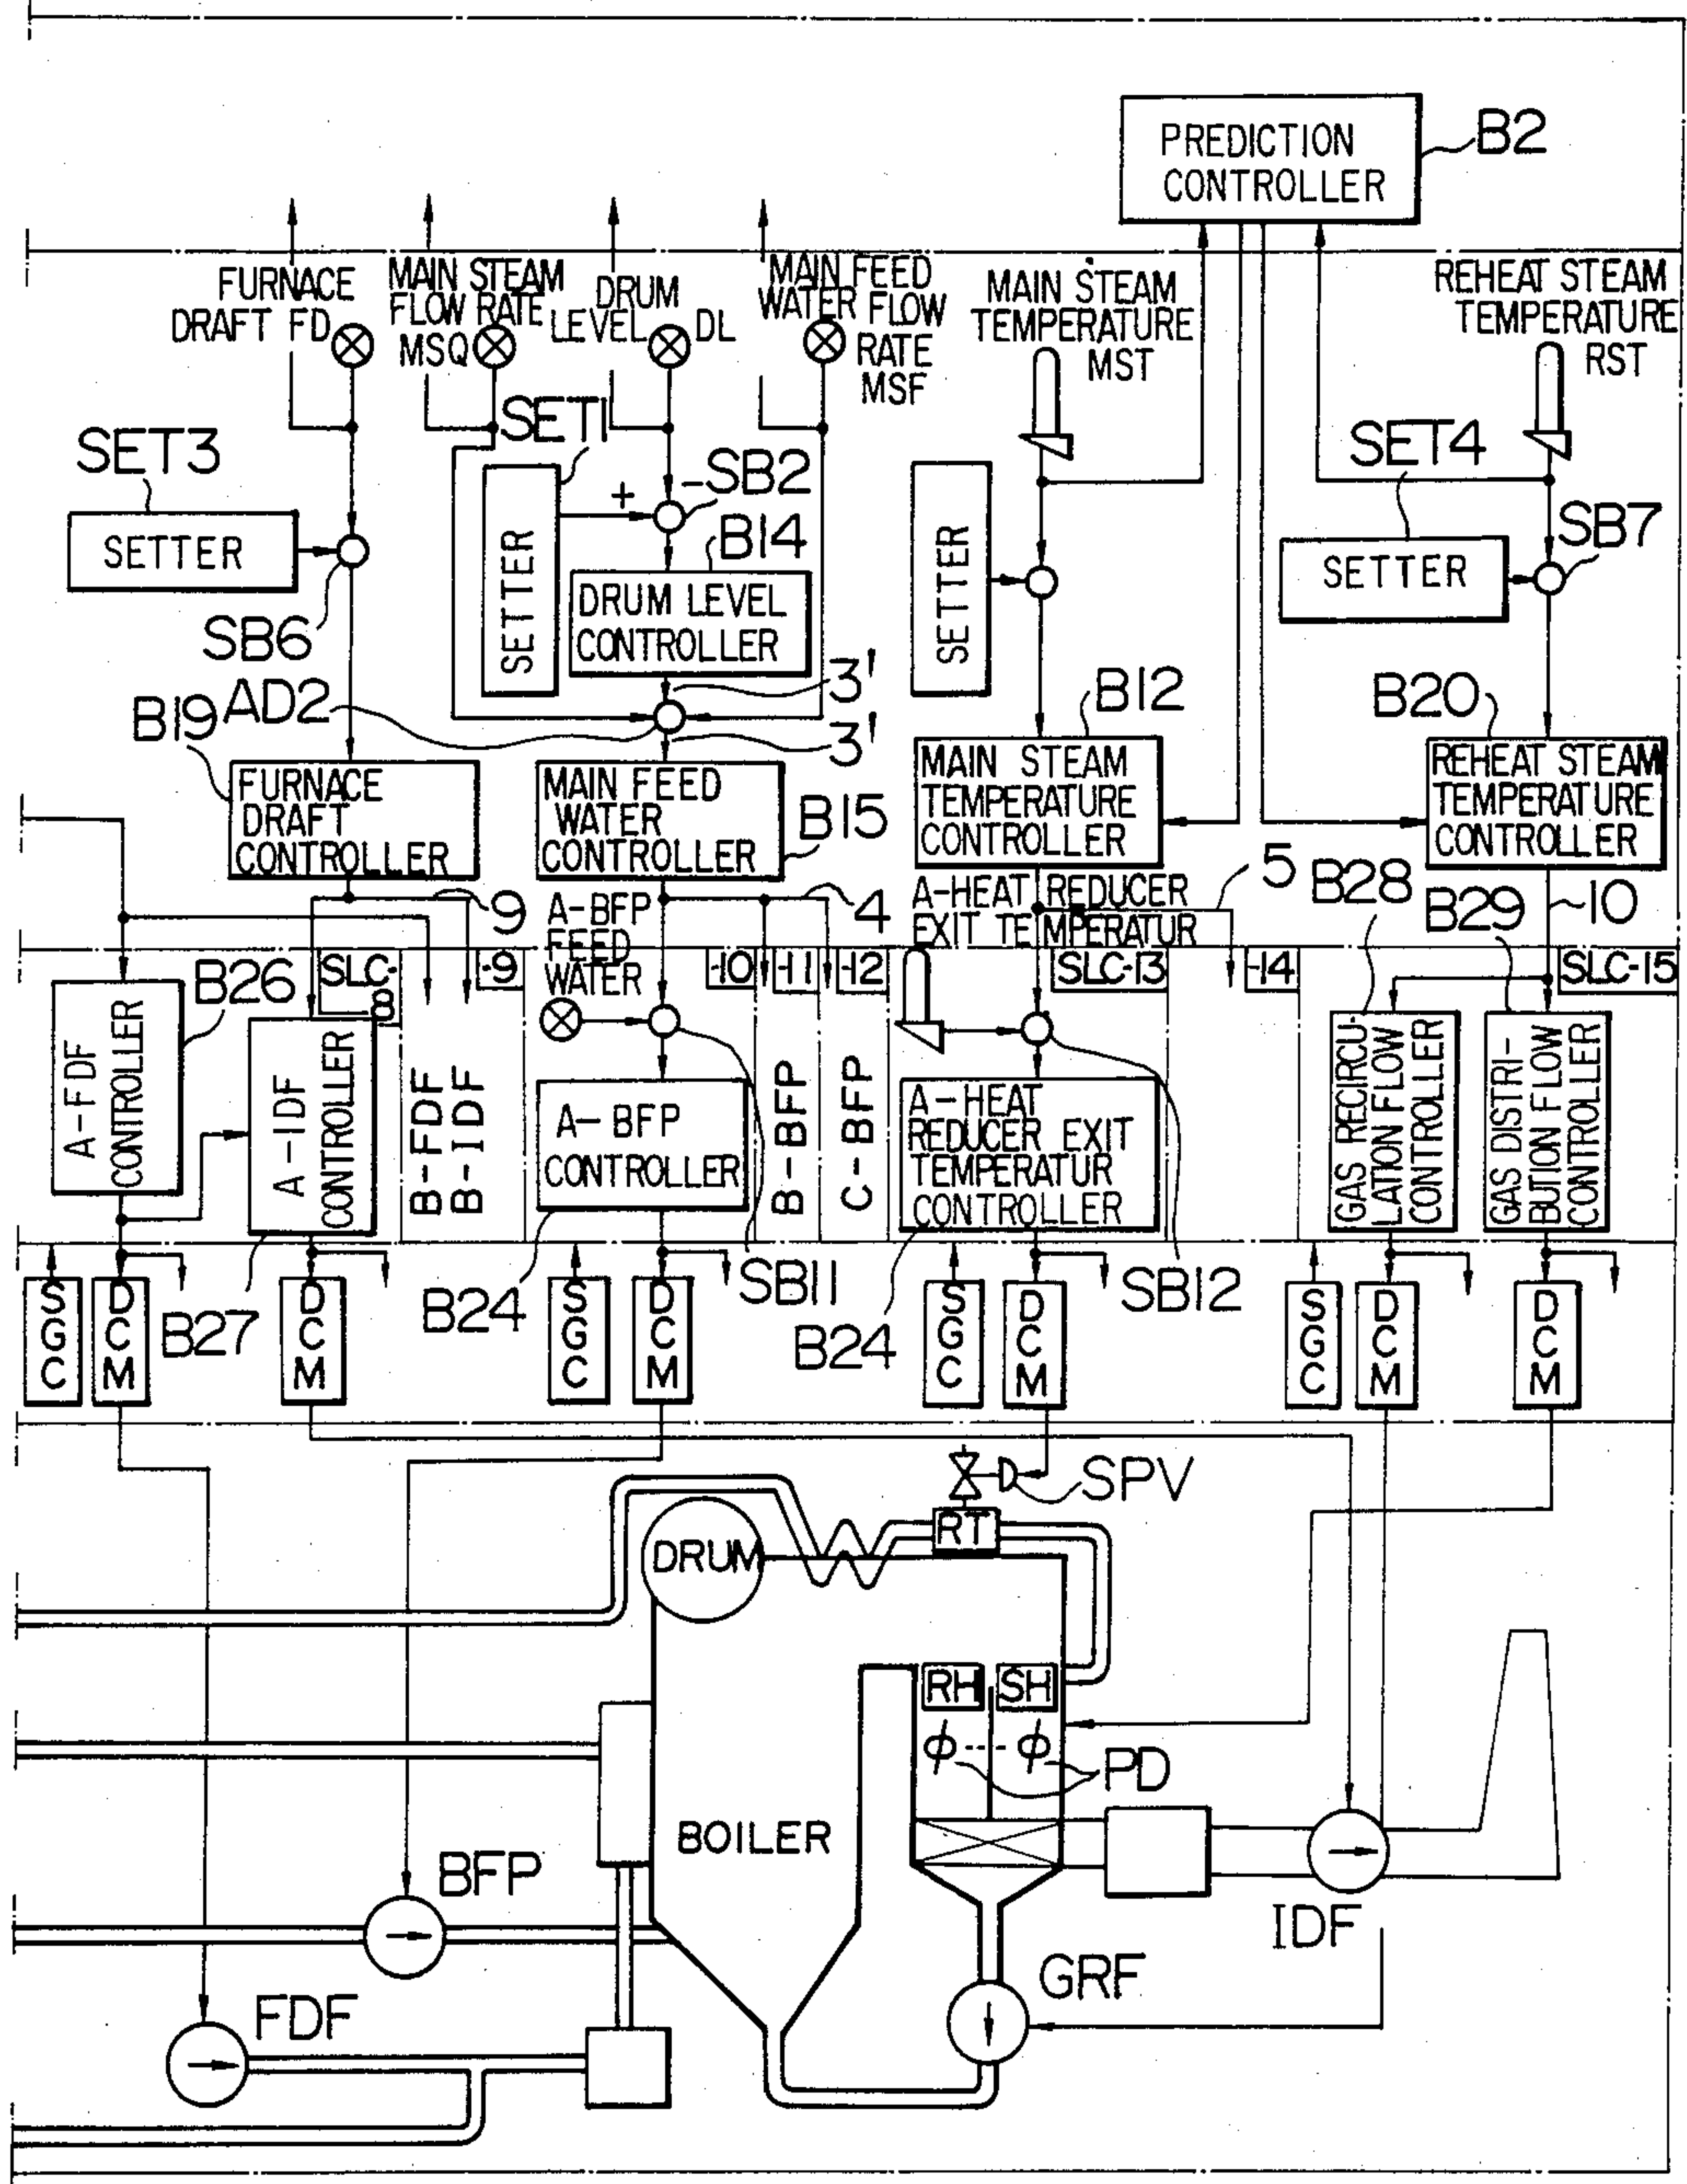 PREDICTION
CONTROLLER
B2
FURNACE
DRAFT FD
MAIN STEAM
FLOW RATE
MSQ
DRUM
LEVEL
DL
MAIN FEED
WATER FLOW
RATE
MSF
MAIN STEAM
TEMPERATURE
MST
REHEAT STEAM
TEMPERATURE
RST
SET3
SETTER
SB6
SET1
SETTER
+
-
SB2
B14
DRUM LEVEL
CONTROLLER
3'
AD2
3'
SETTER
SET4
SETTER
SB7
B19
FURNACE
DRAFT
CONTROLLER
MAIN FEED
WATER
CONTROLLER
B15
B12
MAIN STEAM
TEMPERATURE
CONTROLLER
B20
REHEAT STEAM
TEMPERATURE
CONTROLLER
9
A-BFP
FEED
WATER
4
A-HEAT REDUCER
EXIT TEMPERATUR
5
B28
B29
10
B26
SLC-
8
-9
-10
-11
-12
SLC-13
-14
SLC-15
A-FDF
CONTROLLER
A-IDF
CONTROLLER
B-FDF
B-IDF
A-BFP
CONTROLLER
B-BFP
C-BFP
A-HEAT
REDUCER EXIT
TEMPERATUR
CONTROLLER
GAS RECIRCU-
LATION FLOW
CONTROLLER
GAS DISTRI-
BUTION FLOW
CONTROLLER
SGC
DCM
B27
DCM
B24
SGC
DCM
SB11
B24
SGC
DCM
SB12
SGC
DCM
DCM
SPV
RT
DRUM
RH
SH
PD
BOILER
BFP
IDF
GRF
FDF